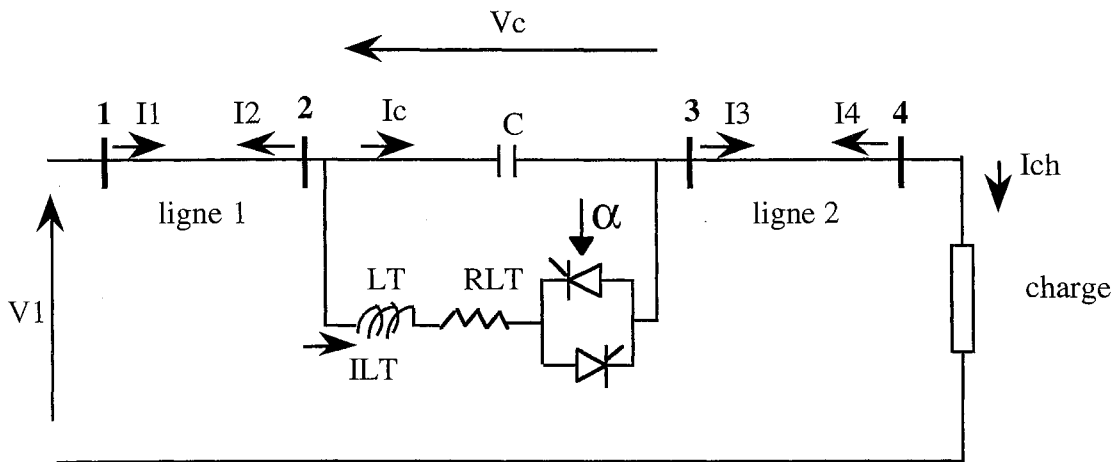 Vc
1 I1 I2 2 Ic C 3 I3 I4 4
Ich
ligne 1
ligne 2
α
LT RLT
charge
V1
ILT